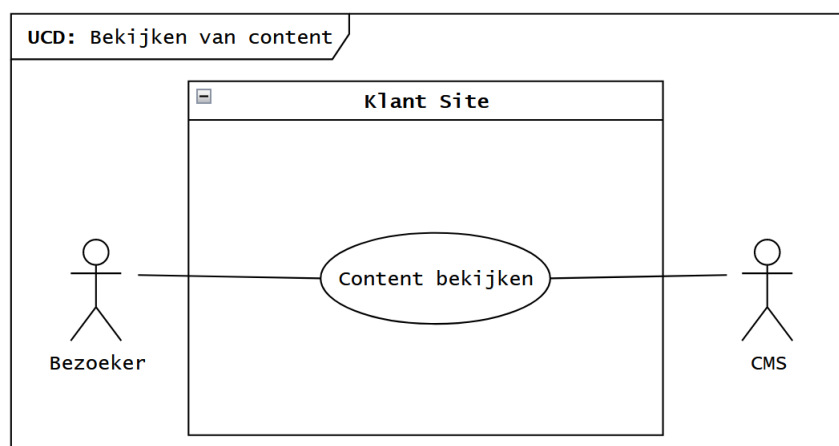 UCD: Bekijken van content
Klant Site
Content bekijken
Bezoeker
CMS